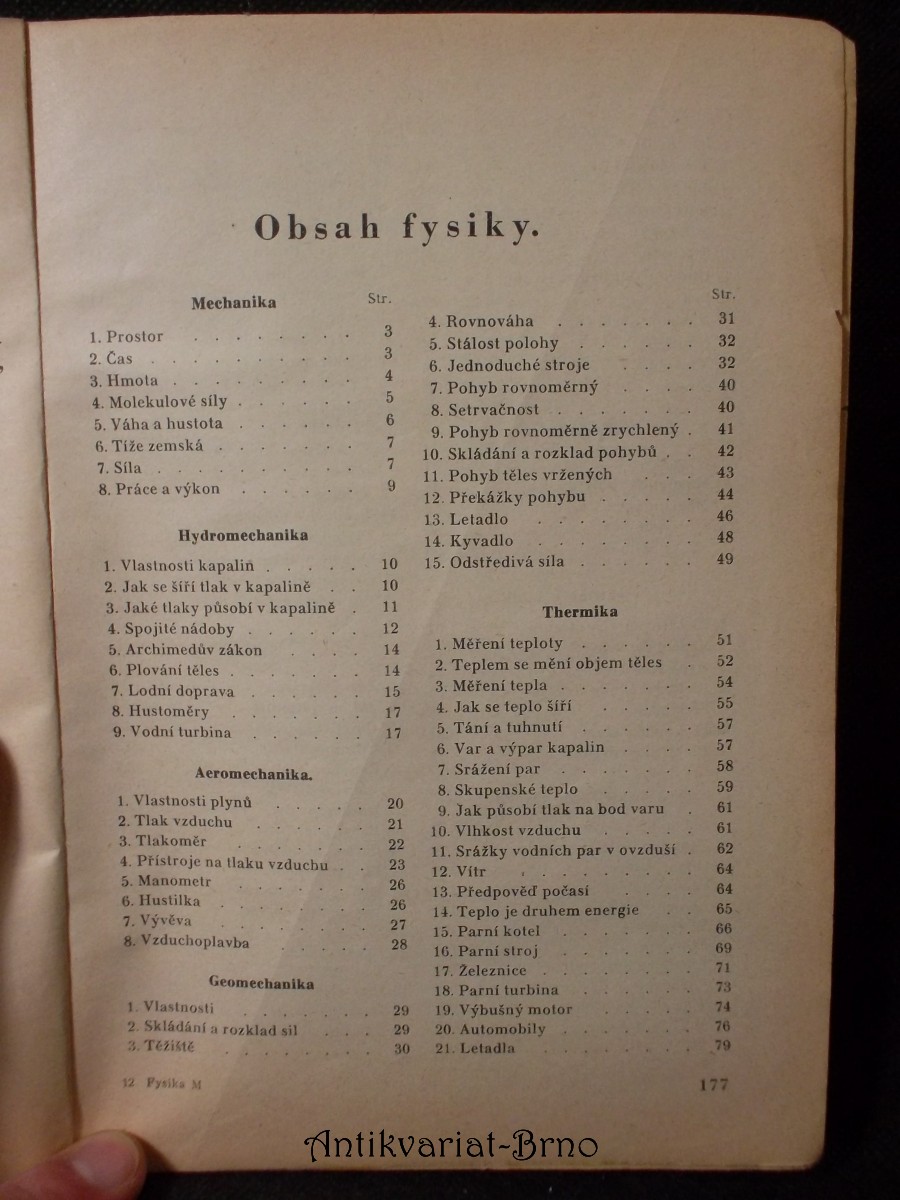 Obsah fysiky.
Mechanika Str.
1. Prostor . . . . . . . . 3
2. Čas . . . . . . . . . . 3
3. Hmota . . . . . . . . . 4
4. Molekulové síly . . . . . . 5
5. Váha a hustota . . . . . . 6
6. Tíže zemská . . . . . . . 7
7. Síla . . . . . . . . . . 7
8. Práce a výkon . . . . . . 9
Hydromechanika
1. Vlastnosti kapalin . . . . . 10
2. Jak se šíří tlak v kapalině . . 10
3. Jaké tlaky působí v kapalině . 11
4. Spojité nádoby . . . . . . 12
5. Archimedův zákon . . . . 14
6. Plování těles . . . . . . . 14
7. Lodní doprava . . . . . . 15
8. Hustoměry . . . . . . . 17
9. Vodní turbina . . . . . . 17
Aeromechanika.
1. Vlastnosti plynů . . . . . 20
2. Tlak vzduchu . . . . . . 21
3. Tlakoměr . . . . . . . 22
4. Přístroje na tlaku vzduchu . . 23
5. Manometr . . . . . . . 26
6. Hustilka . . . . . . . . 26
7. Vývěva . . . . . . . . 27
8. Vzduchoplavba . . . . . 28
Geomechanika
1. Vlastnosti . . . . . . . 29
2. Skládání a rozklad sil . . . 29
3. Těžiště . . . . . . . . 30
12 Fysika M
Str.
4. Rovnováha . . . . . . . 31
5. Stálost polohy . . . . . . 32
6. Jednoduché stroje . . . . 32
7. Pohyb rovnoměrný . . . . 40
8. Setrvačnost . . . . . . . 40
9. Pohyb rovnoměrně zrychlený . 41
10. Skládání a rozklad pohybů . . 42
11. Pohyb těles vržených . . . 43
12. Překážky pohybu . . . . . 44
13. Letadlo . . . . . . . . 46
14. Kyvadlo . . . . . . . . 48
15. Odstředivá síla . . . . . . 49
Thermika
1. Měření teploty . . . . . . 51
2. Teplem se mění objem těles . 52
3. Měření tepla . . . . . . . 54
4. Jak se teplo šíří . . . . . 55
5. Tání a tuhnutí . . . . . . 57
6. Var a výpar kapalin . . . . 57
7. Srážení par . . . . . . . 58
8. Skupenské teplo . . . . . 59
9. Jak působí tlak na bod varu . 61
10. Vlhkost vzduchu . . . . . 61
11. Srážky vodních par v ovzduší . 62
12. Vítr . . . . . . . . . 64
13. Předpověď počasí . . . . 64
14. Teplo je druhem energie . . 65
15. Parní kotel . . . . . . . 66
16. Parní stroj . . . . . . . 69
17. Železnice . . . . . . . . 71
18. Parní turbina . . . . . . 73
19. Výbušný motor . . . . . 74
20. Automobily . . . . . . . 76
21. Letadla . . . . . . . . 79
177
Antikvariat-Brno